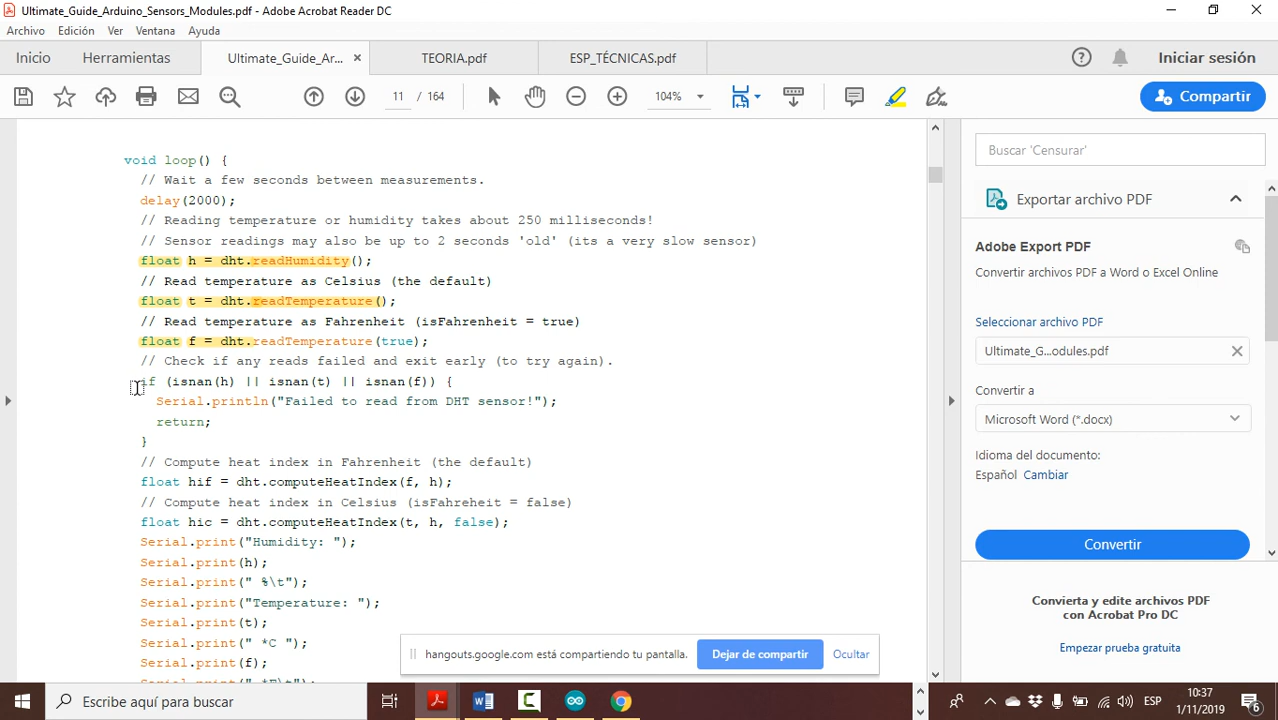 Ultimate_Guide_Arduino_Sensors_Modules.pdf - Adobe Acrobat Reader DC
Archivo Edición Ver Ventana Ayuda
Inicio Herramientas Ultimate_Guide_Ar... TEORIA.pdf ESP_TÉCNICAS.pdf Iniciar sesión
11 / 164 104% Compartir
void loop() {
// Wait a few seconds between measurements.
delay(2000);
// Reading temperature or humidity takes about 250 milliseconds!
// Sensor readings may also be up to 2 seconds 'old' (its a very slow sensor)
float h = dht.readHumidity();
// Read temperature as Celsius (the default)
float t = dht.readTemperature();
// Read temperature as Fahrenheit (isFahrenheit = true)
float f = dht.readTemperature(true);
// Check if any reads failed and exit early (to try again).
if (isnan(h) || isnan(t) || isnan(f)) {
Serial.println("Failed to read from DHT sensor!");
return;
}
// Compute heat index in Fahrenheit (the default)
float hif = dht.computeHeatIndex(f, h);
// Compute heat index in Celsius (isFahreheit = false)
float hic = dht.computeHeatIndex(t, h, false);
Serial.print("Humidity: ");
Serial.print(h);
Serial.print(" %\t");
Serial.print("Temperature: ");
Serial.print(t);
Serial.print(" *C ");
Serial.print(f);
Serial.print(" *F\t");
Buscar 'Censurar'
Exportar archivo PDF
Adobe Export PDF
Convertir archivos PDF a Word o Excel Online
Seleccionar archivo PDF
Ultimate_G...odules.pdf
Convertir a
Microsoft Word (*.docx)
Idioma del documento:
Español Cambiar
Convertir
Convierta y edite archivos PDF
con Acrobat Pro DC
Empezar prueba gratuita
hangouts.google.com está compartiendo tu pantalla. Dejar de compartir Ocultar
Escribe aquí para buscar
ESP
10:37
1/11/2019
6